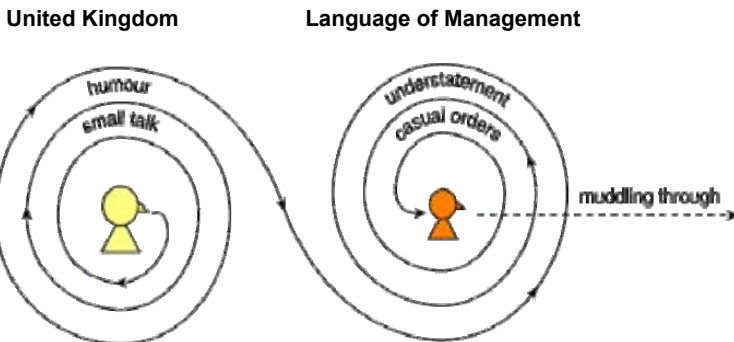 United Kingdom
Language of Management
humour
small talk
understatement
casual orders
muddling through